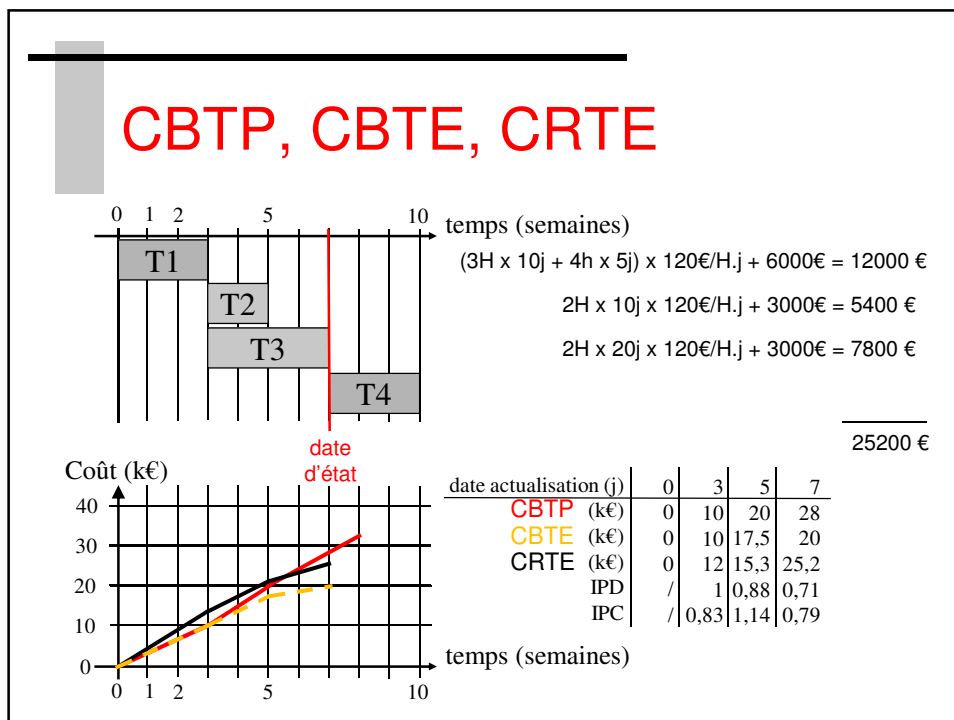 CBTP, CBTE, CRTE
0 1 2 5 10 temps (semaines)
T1
T2
T3
T4
(3H x 10j + 4h x 5j) x 120€/H.j + 6000€ = 12000 €
2H x 10j x 120€/H.j + 3000€ = 5400 €
2H x 20j x 120€/H.j + 3000€ = 7800 €
25200 €
date
d'état
Coût (k€)
40
30
20
10
0
0 1 2 5 10
temps (semaines)
date actualisation (j) 0 3 5 7
CBTP (k€) 0 10 20 28
CBTE (k€) 0 10 17,5 20
CRTE (k€) 0 12 15,3 25,2
IPD / 1 0,88 0,71
IPC / 0,83 1,14 0,79